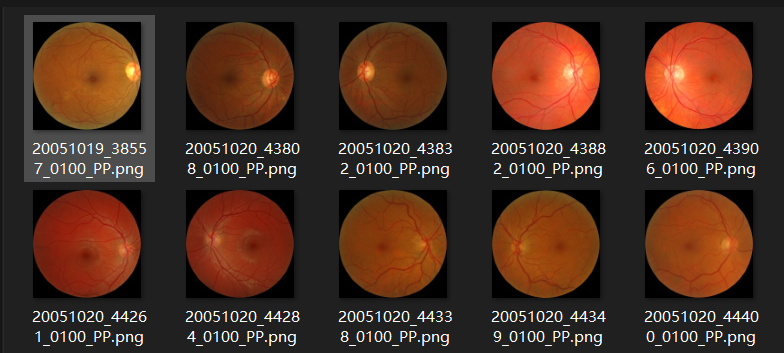 20051019_3855
7_0100_PP.png
20051020_4380
8_0100_PP.png
20051020_4383
2_0100_PP.png
20051020_4388
2_0100_PP.png
20051020_4390
6_0100_PP.png
20051020_4426
1_0100_PP.png
20051020_4428
4_0100_PP.png
20051020_4433
8_0100_PP.png
20051020_4434
9_0100_PP.png
20051020_4440
0_0100_PP.png